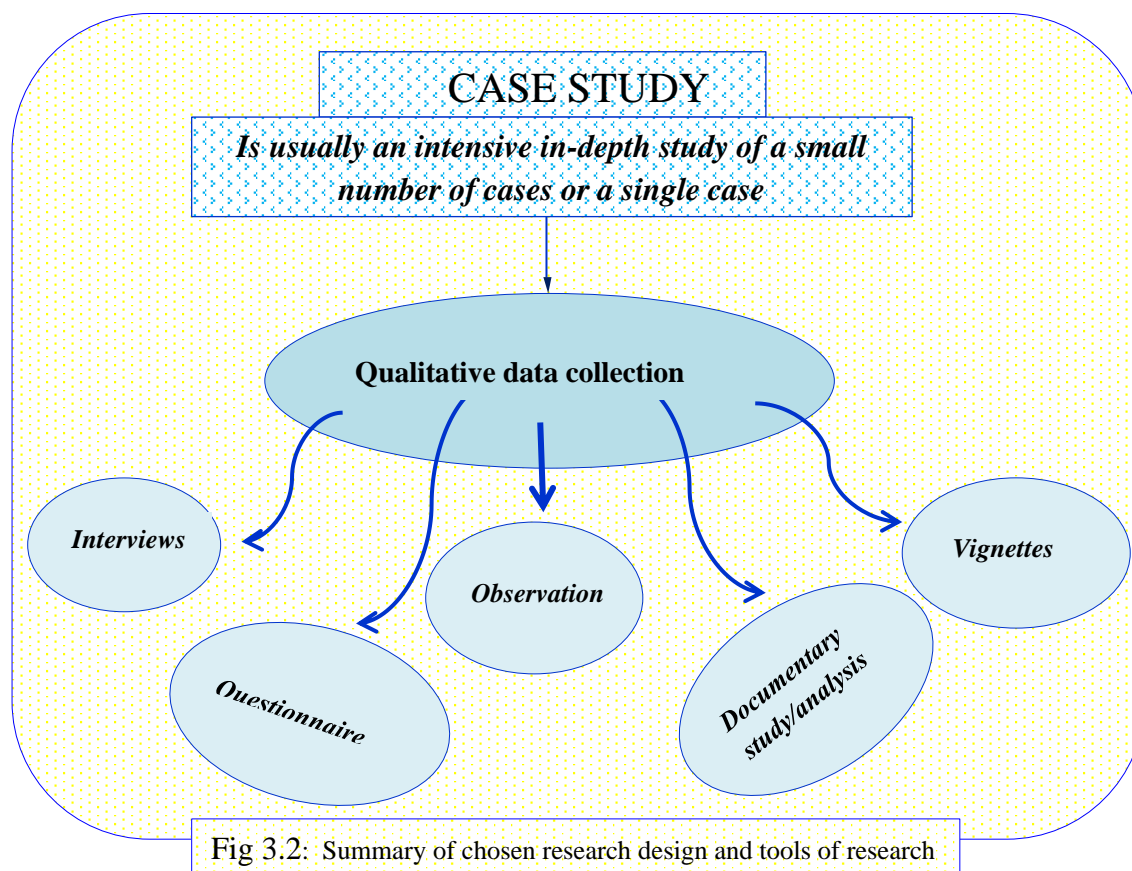 CASE STUDY
Is usually an intensive in-depth study of a small
number of cases or a single case
Qualitative data collection
Interviews
Observation
Vignettes
Questionnaire
Documentary
study/analysis
Fig 3.2: Summary of chosen research design and tools of research